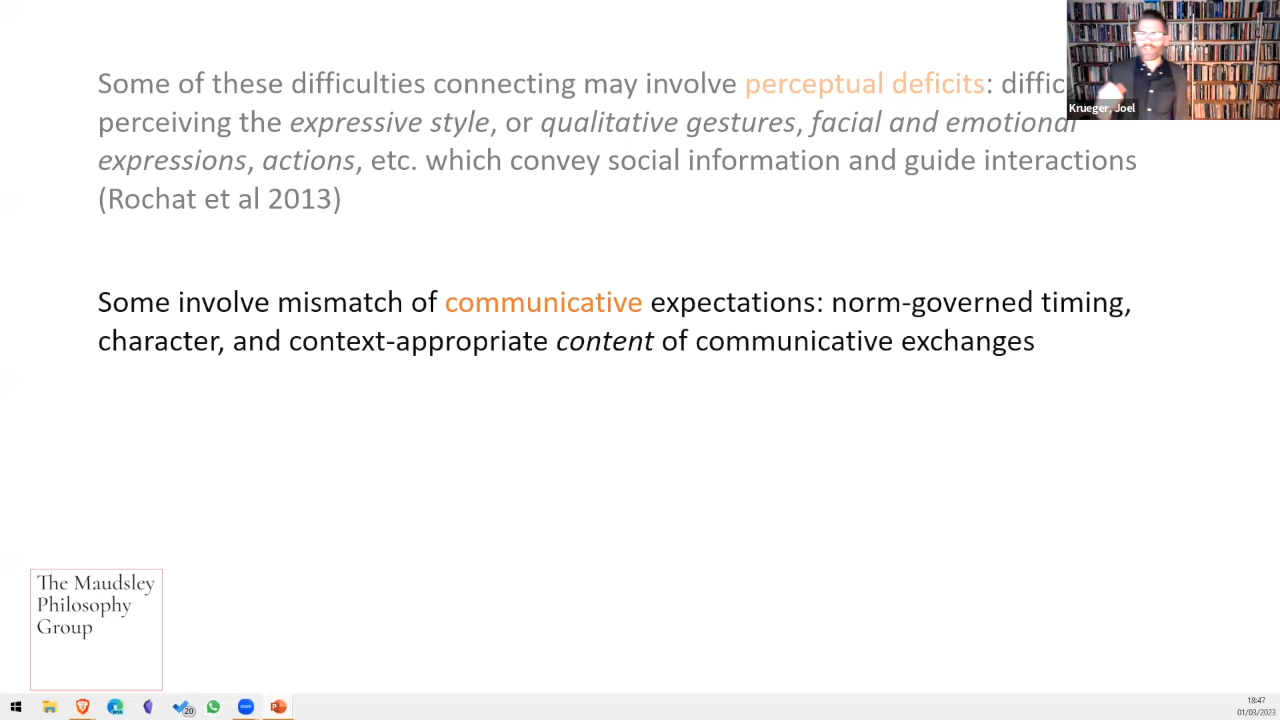 Some of these difficulties connecting may involve perceptual deficits: diffic
perceiving the expressive style, or qualitative gestures, facial and emotional
expressions, actions, etc. which convey social information and guide interactions
(Rochat et al 2013)
Krueger, Joel
Some involve mismatch of communicative expectations: norm-governed timing,
character, and context-appropriate content of communicative exchanges
The Maudsley
Philosophy
Group
BETA
20
zoom
P
18:47
01/03/2023